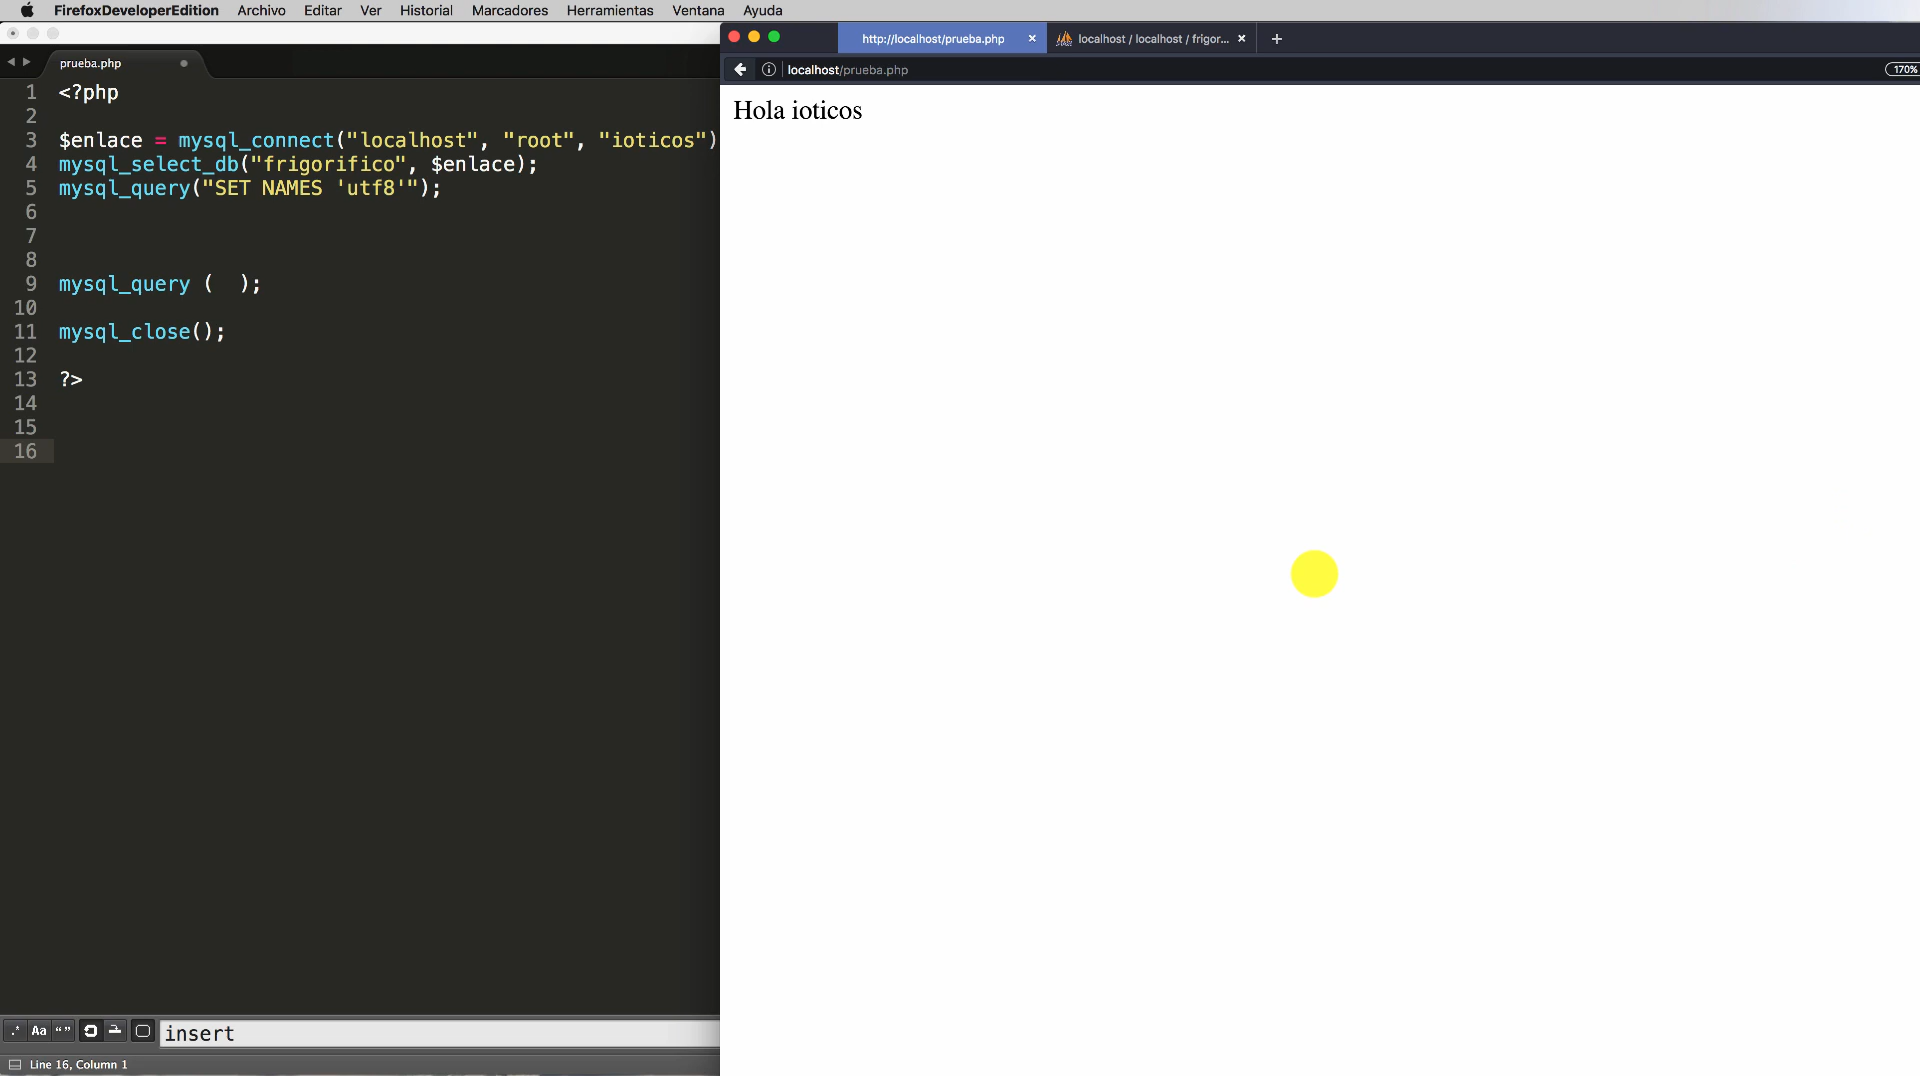 FirefoxDeveloperEdition Archivo Editar Ver Historial Marcadores Herramientas Ventana Ayuda
prueba.php
1 <?php
2
3 $enlace = mysql_connect("localhost", "root", "ioticos")
4 mysql_select_db("frigorifico", $enlace);
5 mysql_query("SET NAMES 'utf8'");
6
7
8
9 mysql_query (  );
10
11 mysql_close();
12
13 ?>
14
15
16
.* Aa “”
insert
Line 16, Column 1
http://localhost/prueba.php
localhost / localhost / frigor...
localhost/prueba.php
170%
Hola ioticos